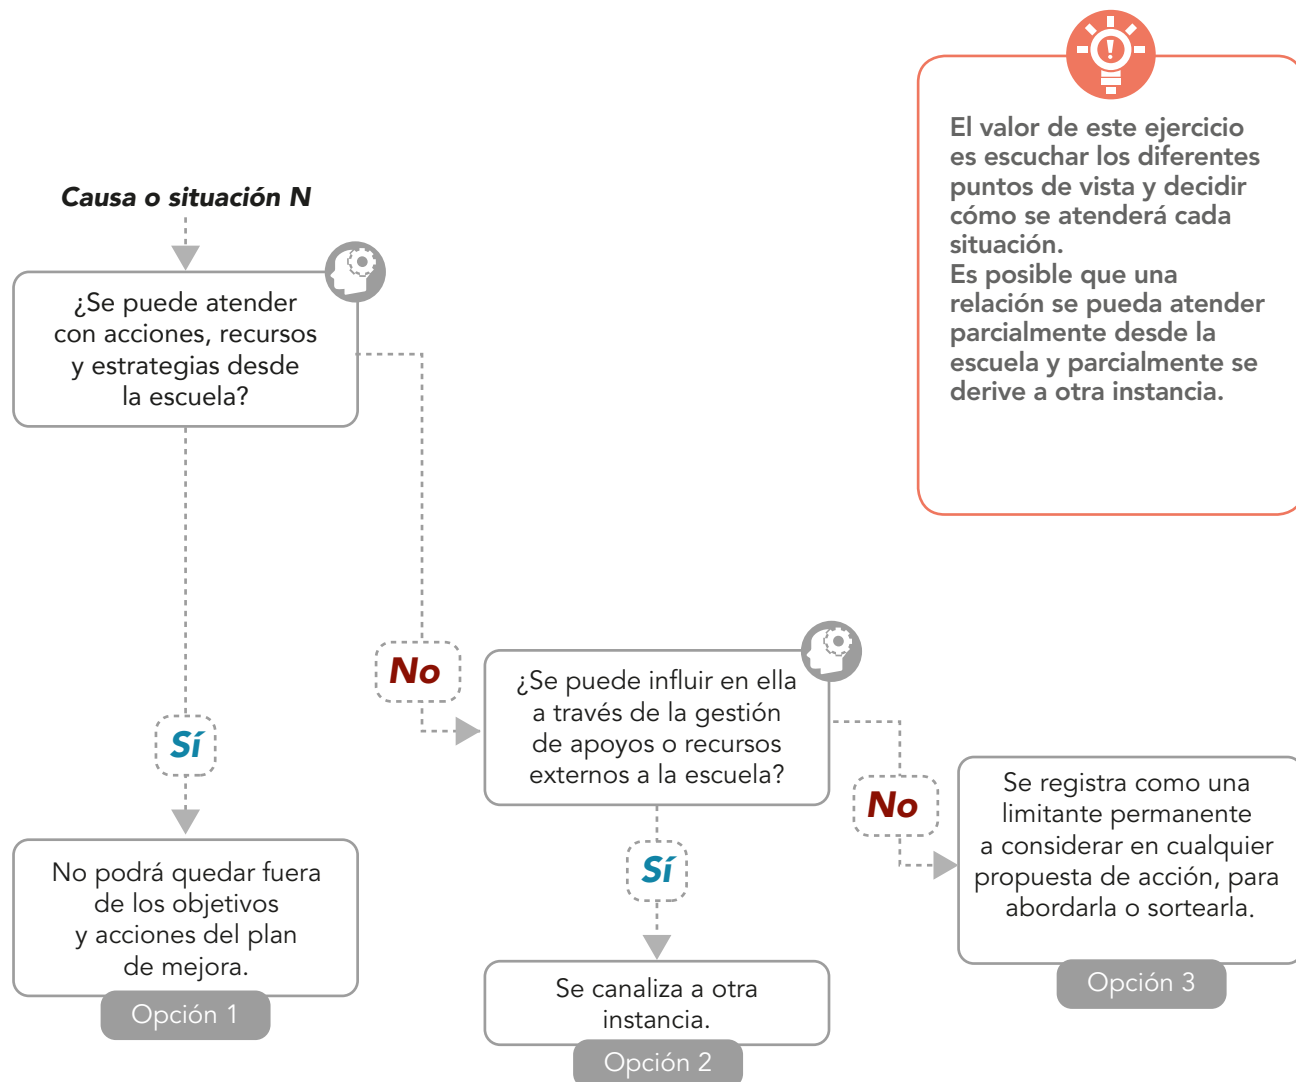 Causa o situación N
¿Se puede atender
con acciones, recursos
y estrategias desde
la escuela?
El valor de este ejercicio
es escuchar los diferentes
puntos de vista y decidir
cómo se atenderá cada
situación.
Es posible que una
relación se pueda atender
parcialmente desde la
escuela y parcialmente se
derive a otra instancia.
Sí
No
No podrá quedar fuera
de los objetivos
y acciones del plan
de mejora.
Opción 1
¿Se puede influir en ella
a través de la gestión
de apoyos o recursos
externos a la escuela?
Sí
No
Se canaliza a otra
instancia.
Opción 2
Se registra como una
limitante permanente
a considerar en cualquier
propuesta de acción, para
abordarla o sortearla.
Opción 3